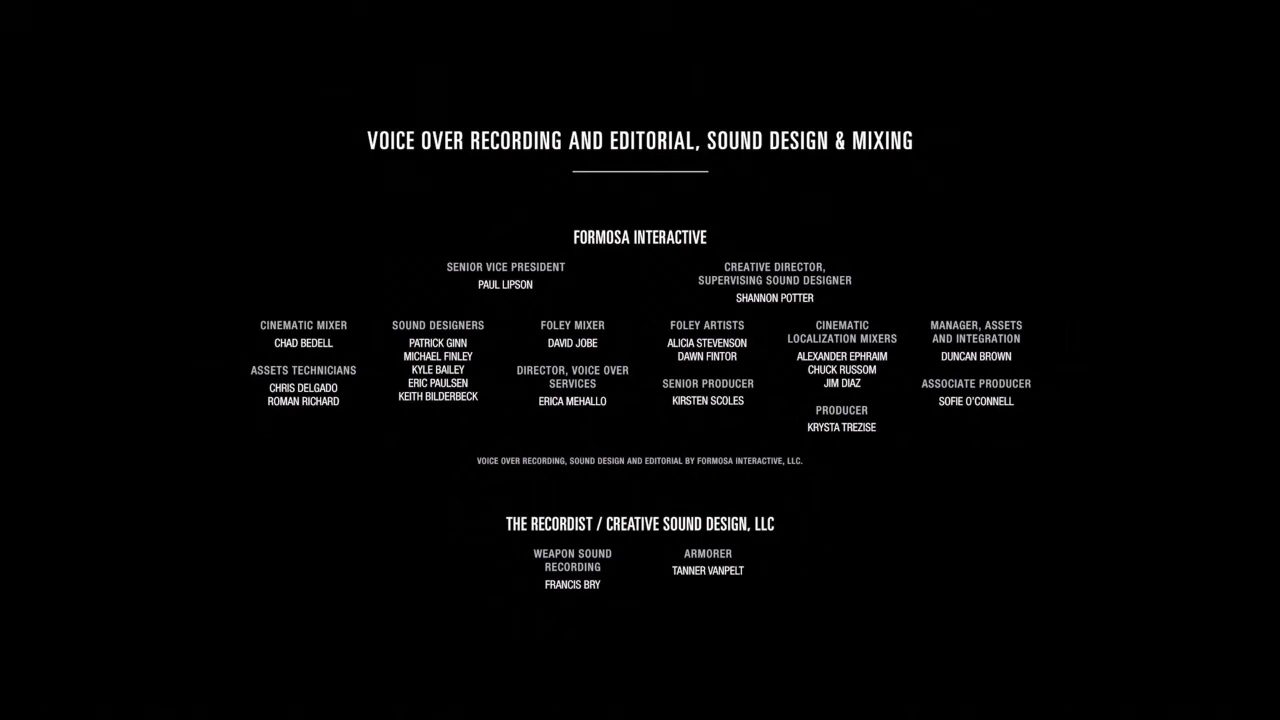 VOICE OVER RECORDING AND EDITORIAL, SOUND DESIGN & MIXING
FORMOSA INTERACTIVE
SENIOR VICE PRESIDENT
PAUL LIPSON
CREATIVE DIRECTOR,
SUPERVISING SOUND DESIGNER
SHANNON POTTER
CINEMATIC MIXER
CHAD BEDELL
ASSETS TECHNICIANS
CHRIS DELGADO
ROMAN RICHARD
SOUND DESIGNERS
PATRICK GINN
MICHAEL FINLEY
KYLE BAILEY
ERIC PAULSEN
KEITH BILDERBECK
FOLEY MIXER
DAVID JOBE
DIRECTOR, VOICE OVER
SERVICES
ERICA MEHALLO
FOLEY ARTISTS
ALICIA STEVENSON
DAWN FINTOR
SENIOR PRODUCER
KIRSTEN SCOLES
CINEMATIC
LOCALIZATION MIXERS
ALEXANDER EPHRAIM
CHUCK RUSSOM
JIM DIAZ
PRODUCER
KRYSTA TREZISE
MANAGER, ASSETS
AND INTEGRATION
DUNCAN BROWN
ASSOCIATE PRODUCER
SOFIE O'CONNELL
VOICE OVER RECORDING, SOUND DESIGN AND EDITORIAL BY FORMOSA INTERACTIVE, LLC.
THE RECORDIST / CREATIVE SOUND DESIGN, LLC
WEAPON SOUND
RECORDING
FRANCIS BRY
ARMORER
TANNER VANPELT